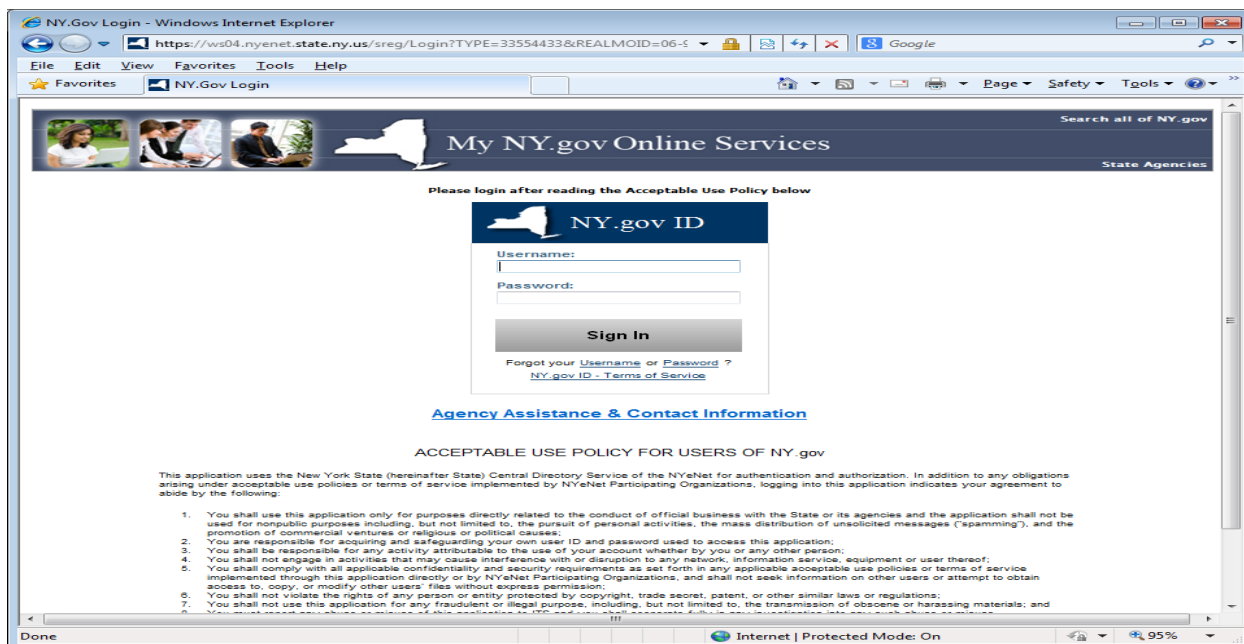 NY.Gov Login - Windows Internet Explorer
https://ws04.nyenet.state.ny.us/sreg/Login?TYPE=33554433&REALMOID=06-9
Google
File Edit View Favorites Tools Help
Favorites NY.Gov Login Page Safety Tools
Search all of NY.gov
My NY.gov Online Services
State Agencies
Please login after reading the Acceptable Use Policy below
NY.gov ID
Username:
Password:
Sign In
Forgot your Username or Password ?
NY.gov ID - Terms of Service
Agency Assistance & Contact Information
ACCEPTABLE USE POLICY FOR USERS OF NY.gov
This application uses the New York State (hereinafter State) Central Directory Service of the NYeNet for authentication and authorization. In addition to any obligations
arising under acceptable use policies or terms of service implemented by NYeNet Participating Organizations, logging into this application indicates your agreement to
abide by the following:
1. You shall use this application only for purposes directly related to the conduct of official business with the State or its agencies and the application shall not be
used for nonpublic purposes including, but not limited to, the pursuit of personal activities, the mass distribution of unsolicited messages ("spamming"), and the
promotion of commercial ventures or religious or political causes;
2. You are responsible for acquiring and safeguarding your own user ID and password used to access this application;
3. You shall be responsible for any activity attributable to the use of your account whether by you or any other person;
4. You shall not engage in activities that may cause interference with or disruption to any network, information service, equipment or user thereof;
5. You shall comply with all applicable confidentiality and security requirements as set forth in any applicable acceptable use policies or terms of service
implemented through this application directly or by NYeNet Participating Organizations, and shall not seek information on other users or attempt to obtain
access to, copy, or modify other users' files without express permission;
6. You shall not violate the rights of any person or entity protected by copyright, trade secret, patent, or other similar laws or regulations;
7. You shall not use this application for any fraudulent or illegal purpose, including, but not limited to, the transmission of obscene or harassing materials; and
Done Internet | Protected Mode: On 95%